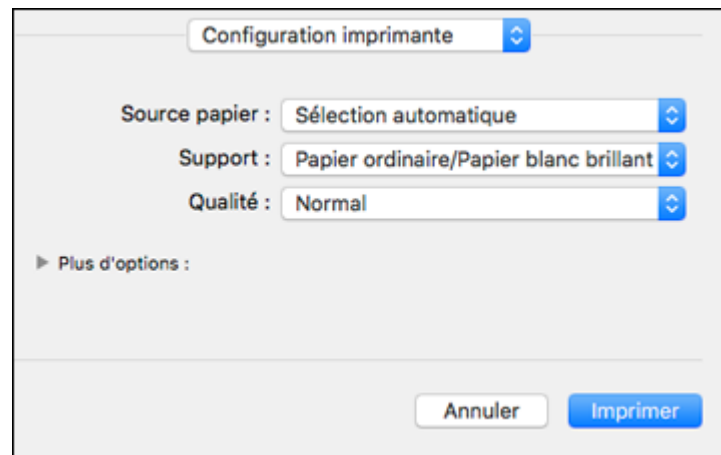 Configuration imprimante
Source papier : Sélection automatique
Support : Papier ordinaire/Papier blanc brillant
Qualité : Normal
Plus d'options :
Annuler Imprimer